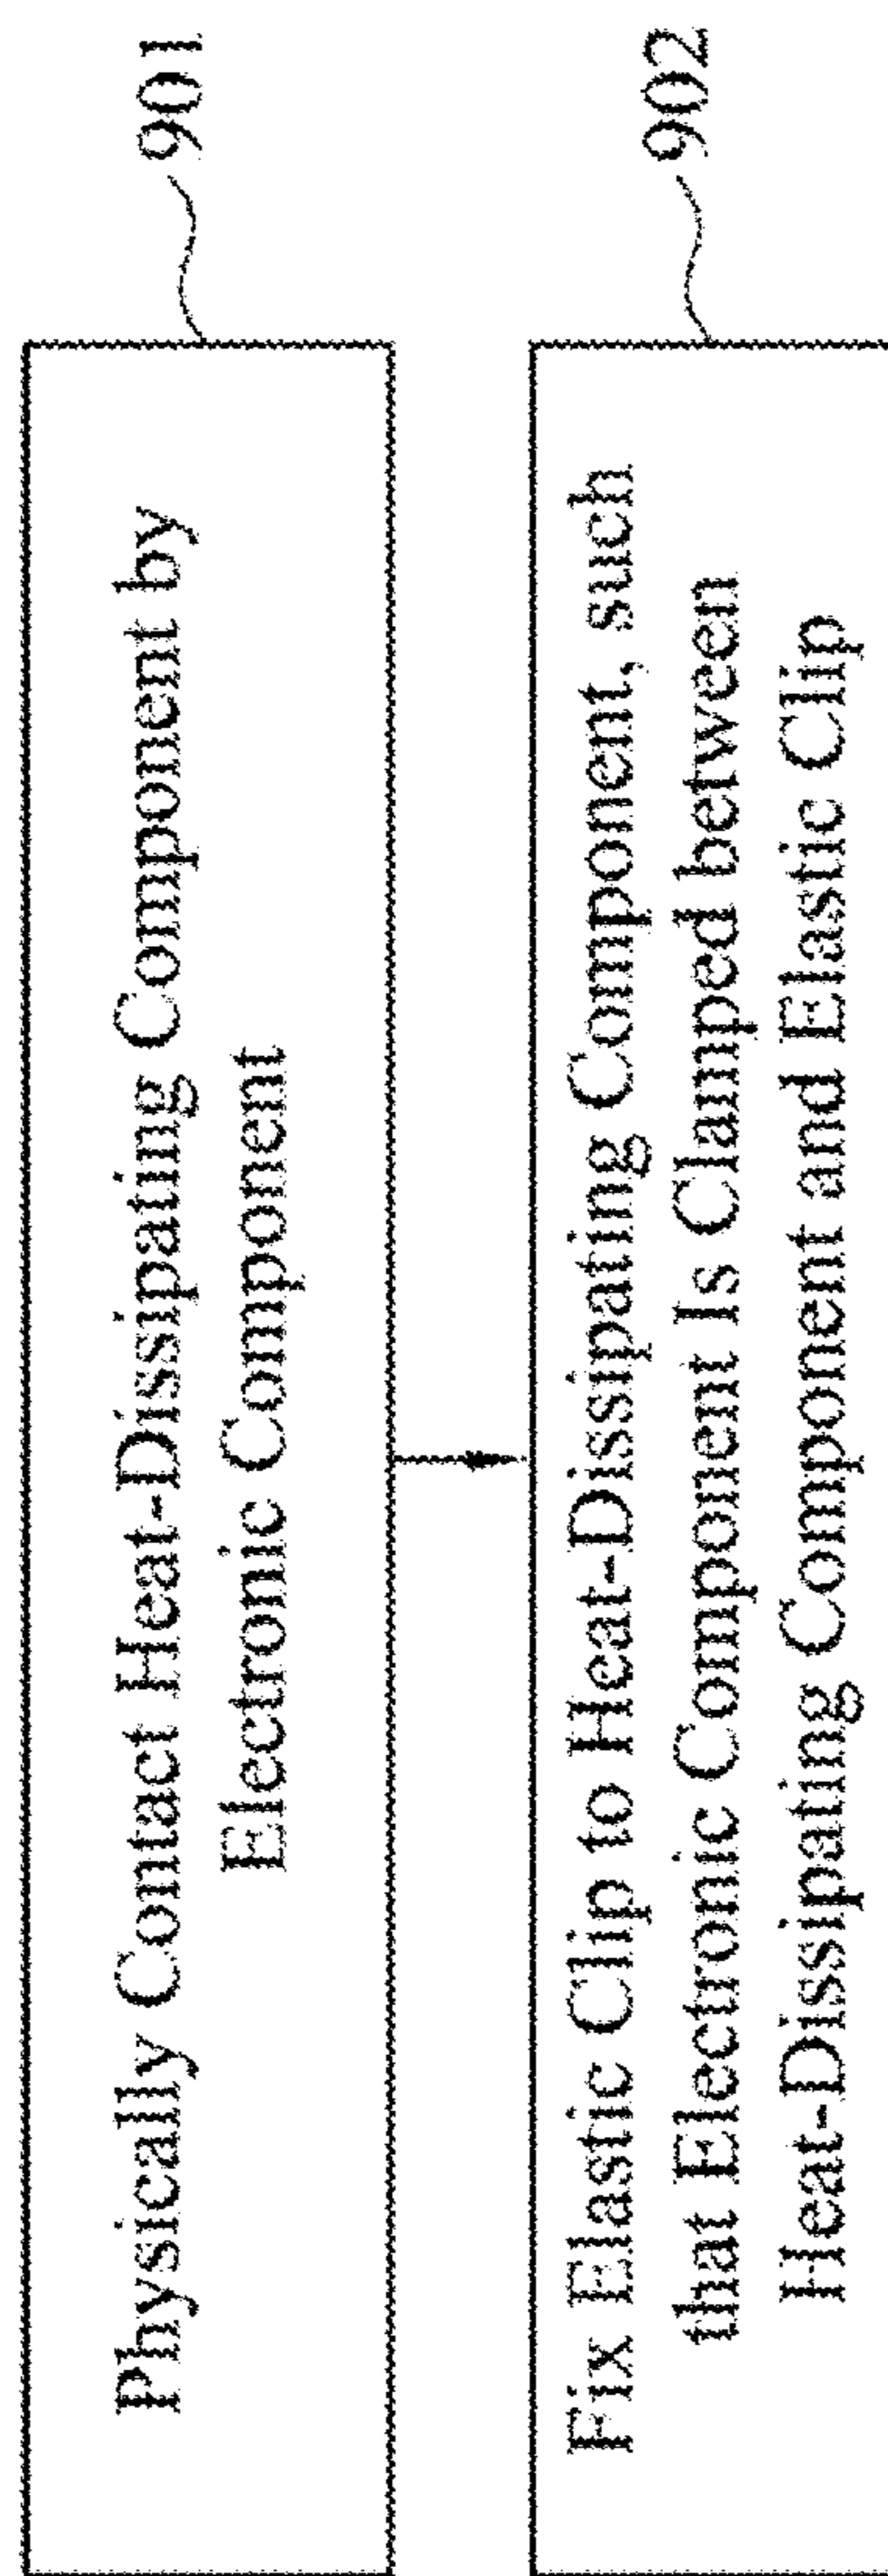 Physically Contact Heat-Dissipating Component by
Electronic Component
901
Fix Elastic Clip to Heat-Dissipating Component, such
that Electronic Component Is Clamped between
Heat-Dissipating Component and Elastic Clip
902